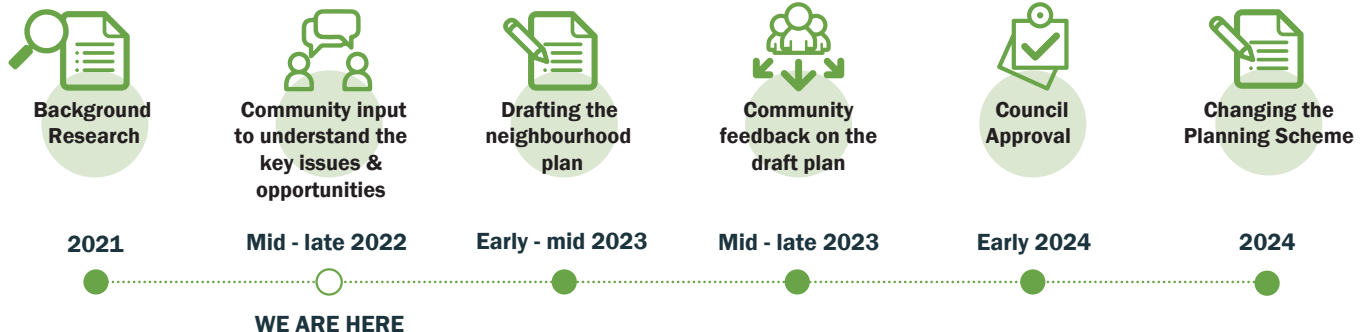 Background
Research
Community input
to understand the
key issues &
opportunities
Drafting the
neighbourhood
plan
Community
feedback on the
draft plan
Council
Approval
Changing the
Planning Scheme
2021
Mid - late 2022
Early - mid 2023
Mid - late 2023
Early 2024
2024
WE ARE HERE